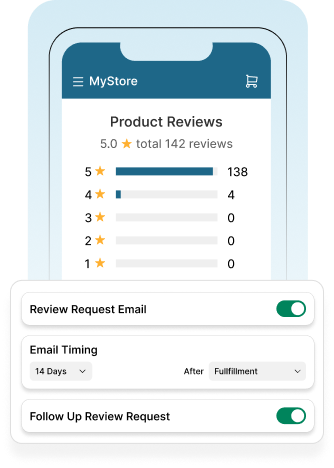 MyStore
Product Reviews
5.0 ★ total 142 reviews
5 ★ 138
4 ★ 4
3 ★ 0
2 ★ 0
1 ★ 0
Review Request Email
Email Timing
14 Days After Fullfillment
Follow Up Review Request